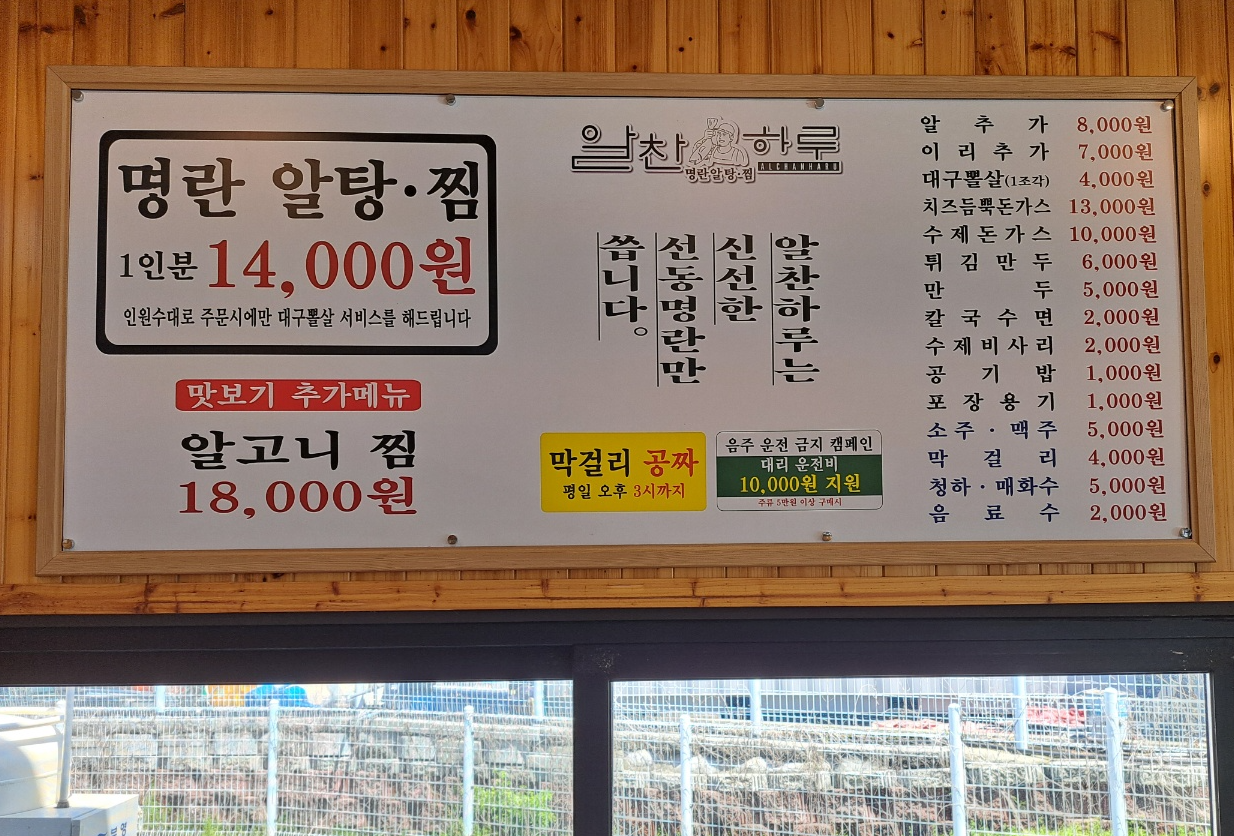 명란 알탕·찜
1인분 14,000원
인원수대로 주문시에만 대구뽈살 서비스를 해드립니다
맛보기 추가메뉴
알고니 찜
18,000원
알찬하루
ALCHANHARU
명란알탕·찜
알찬하루는
신선한
선동명란만
씁니다。
막걸리 공짜
평일 오후 3시까지
음주 운전 금지 캠페인
대리 운전비
10,000원 지원
주류 5만원 이상 구매시
알추가 8,000원
이리추가 7,000원
대구뽈살(1조각) 4,000원
치즈듬뿍돈가스 13,000원
수제돈가스 10,000원
튀김만두 6,000원
만두 5,000원
칼국수면 2,000원
수제비사리 2,000원
공기밥 1,000원
포장용기 1,000원
소주·맥주 5,000원
막걸리 4,000원
청하·매화수 5,000원
음료수 2,000원